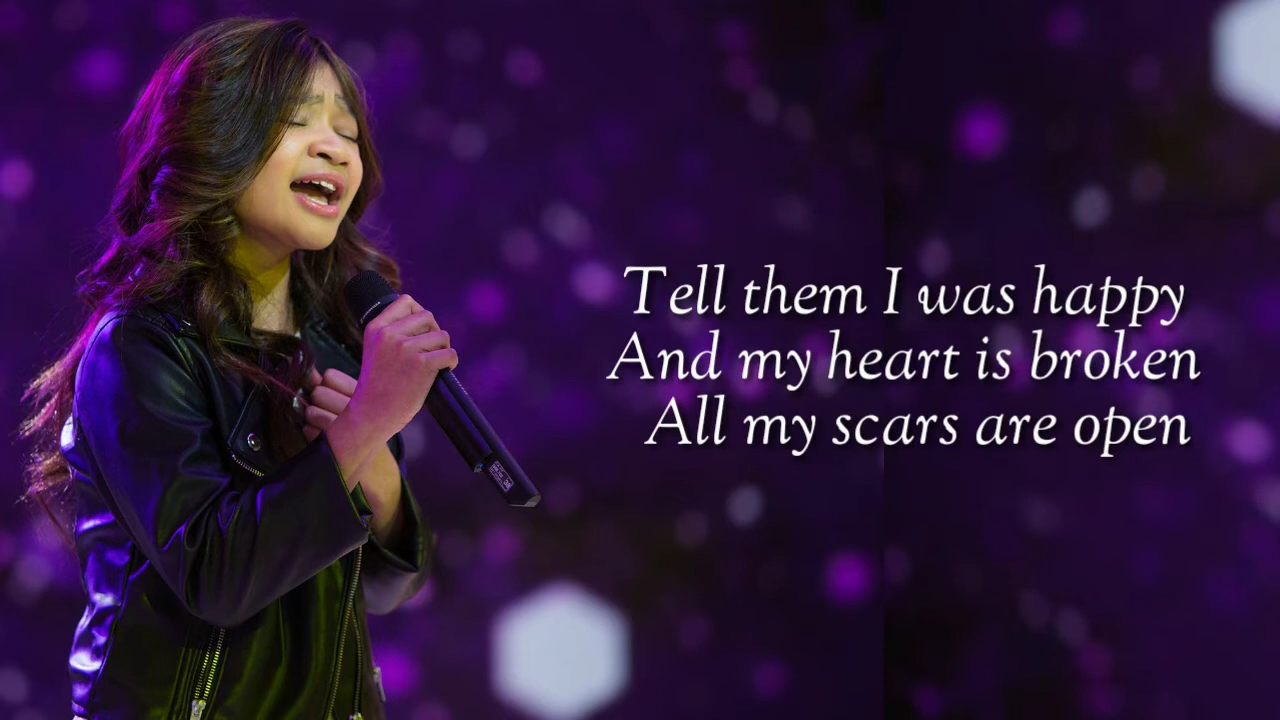 Tell them I was happy
And my heart is broken
All my scars are open